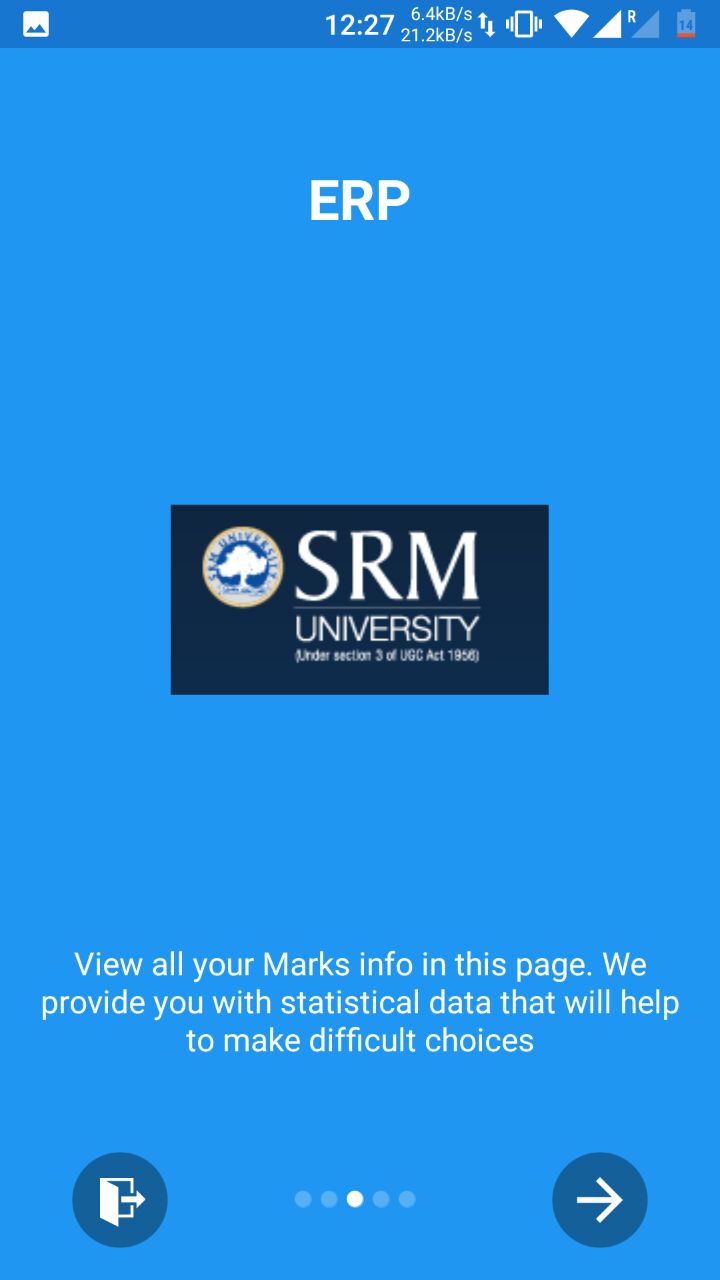 12:27
6.4kB/s
21.2kB/s
R
14
ERP
SRM UNIVERSITY
SRM
UNIVERSITY
(Under section 3 of UGC Act 1956)
View all your Marks info in this page. We
provide you with statistical data that will help
to make difficult choices